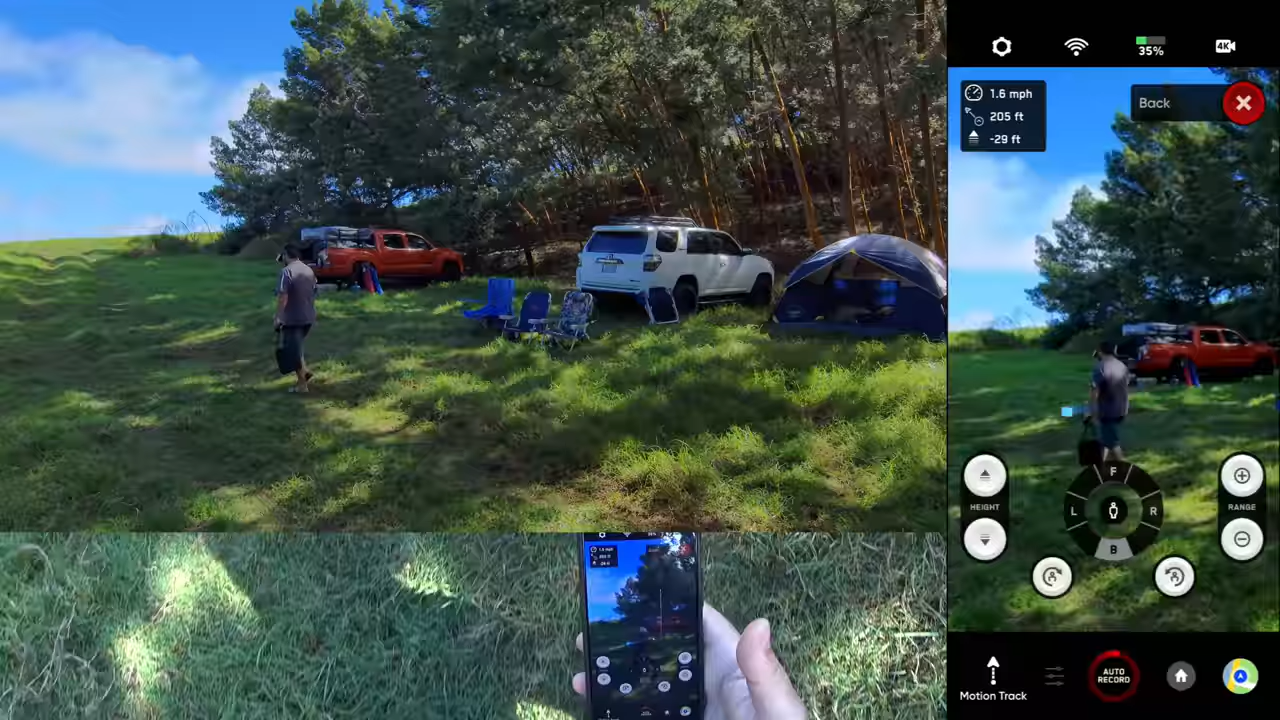 35%
4K
1.6 mph
205 ft
-29 ft
Back
F
L
R
B
HEIGHT
RANGE
Motion Track
AUTO
RECORD